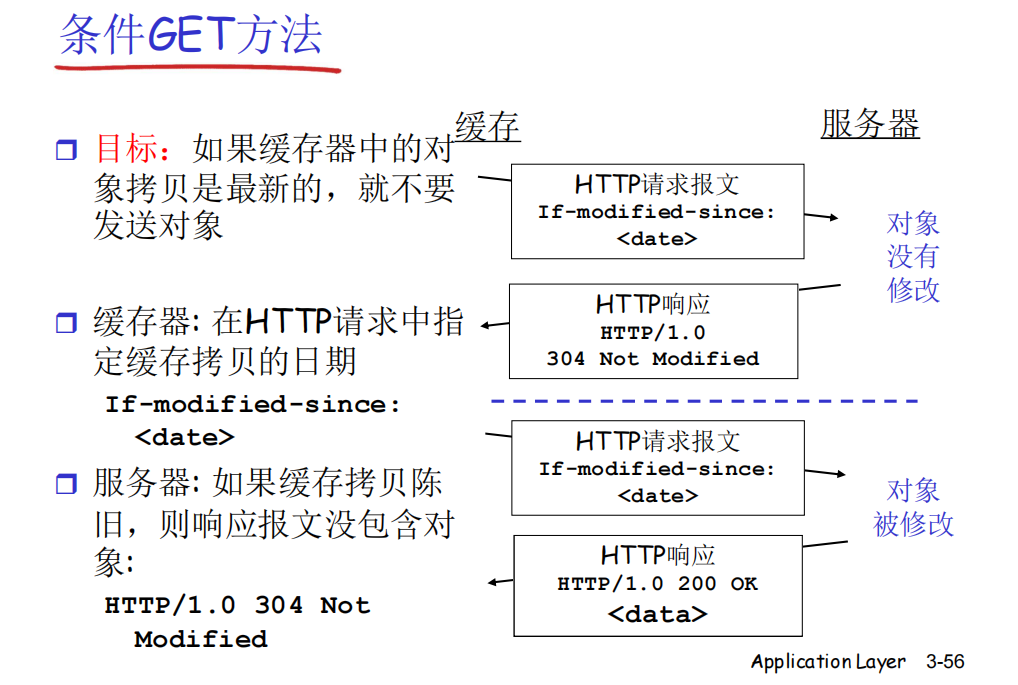 条件GET方法
目标：如果缓存器中的对
象拷贝是最新的，就不要
发送对象
缓存器: 在HTTP请求中指
定缓存拷贝的日期
If-modified-since:
<date>
服务器: 如果缓存拷贝陈
旧，则响应报文没包含对
象:
HTTP/1.0 304 Not
Modified
缓存
服务器
HTTP请求报文
If-modified-since:
<date>
对象
没有
修改
HTTP响应
HTTP/1.0
304 Not Modified
HTTP请求报文
If-modified-since:
<date>
对象
被修改
HTTP响应
HTTP/1.0 200 OK
<data>
Application Layer 3-56